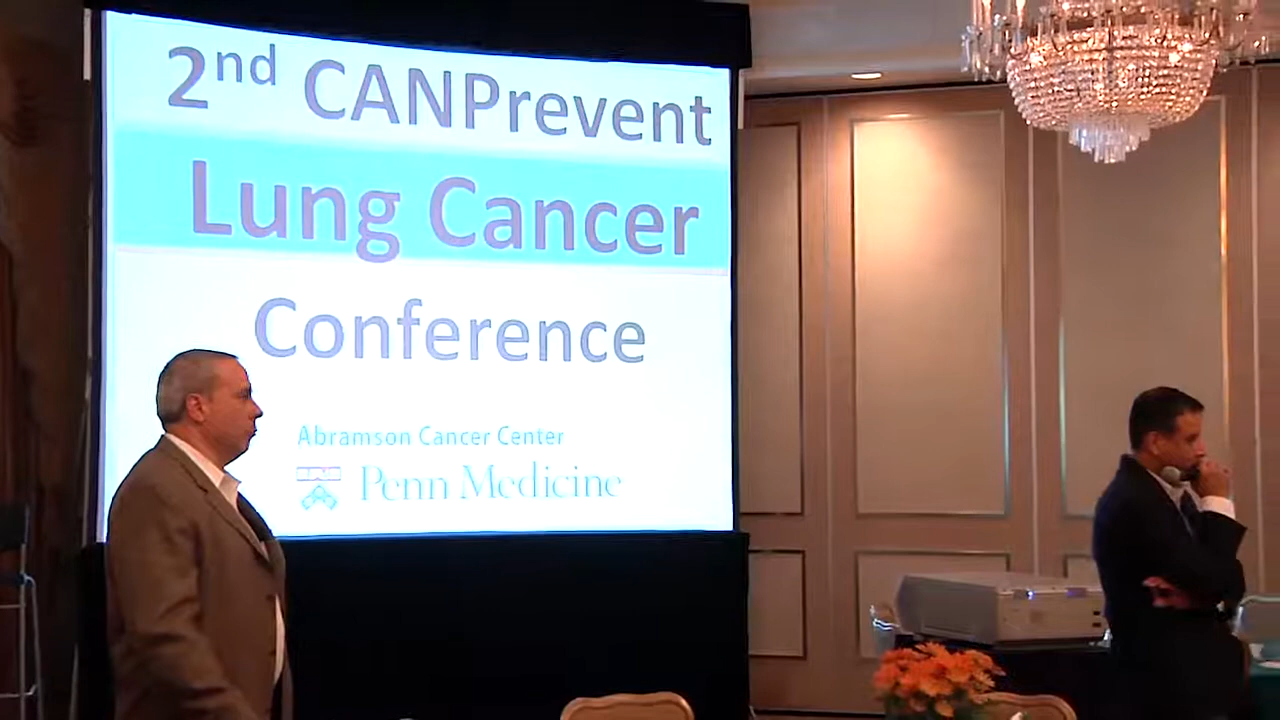 2nd CANPrevent
Lung Cancer
Conference
Abramson Cancer Center
Penn Medicine